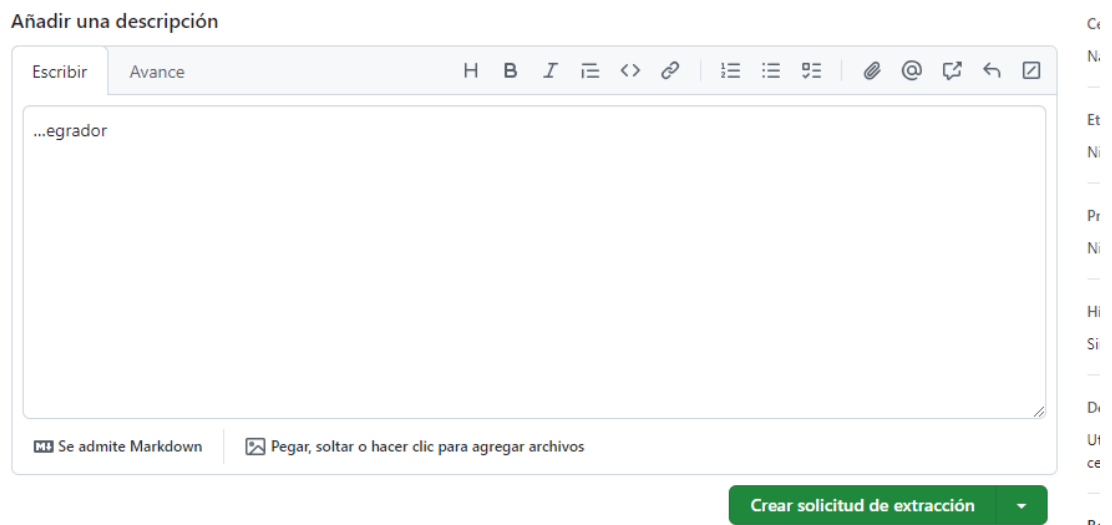 Añadir una descripción
Escribir
Avance
...egrador
Se admite Markdown
Pegar, soltar o hacer clic para agregar archivos
Crear solicitud de extracción